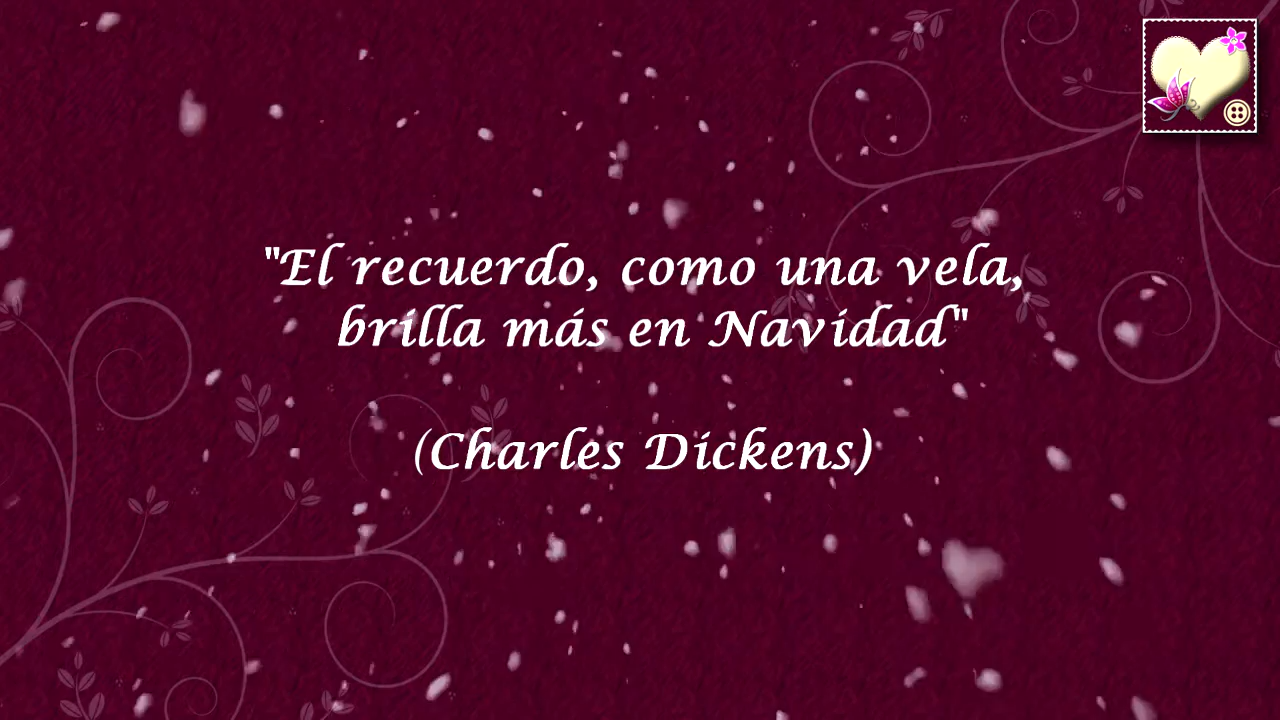 "El recuerdo, como una vela,
brilla más en Navidad"
(Charles Dickens)